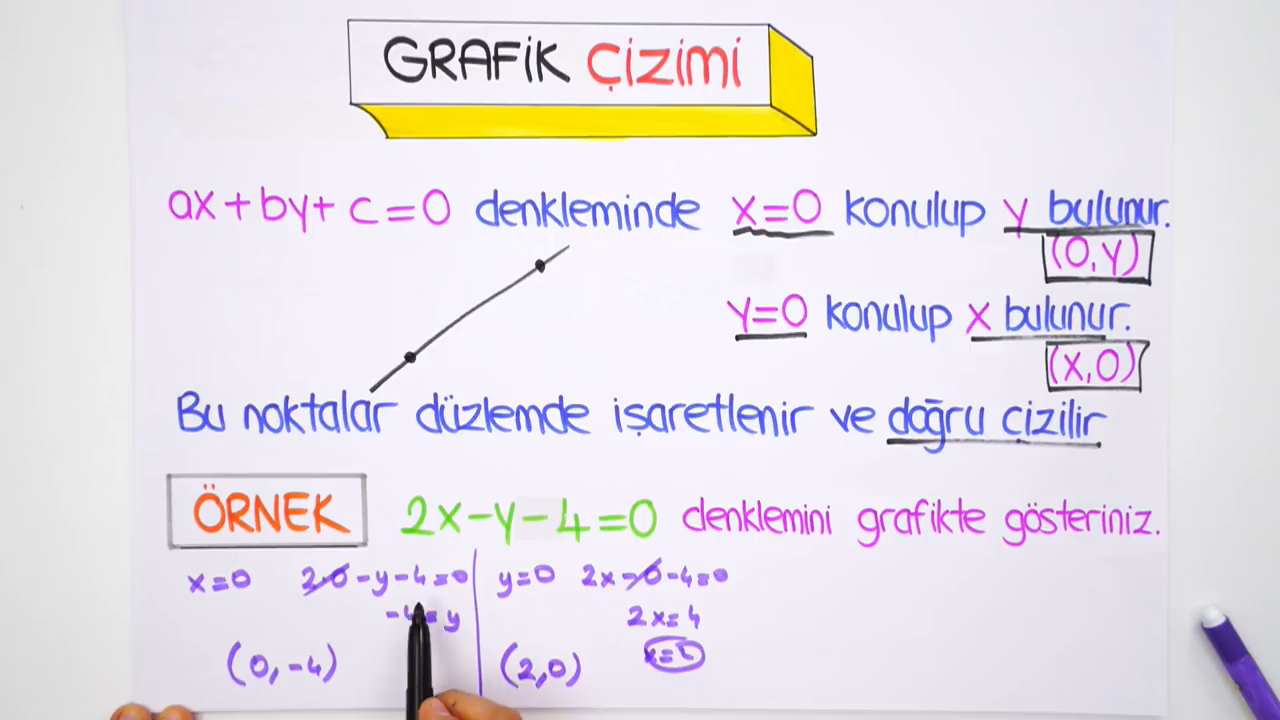 GRAFİK ÇİZİMİ
ax+by+c=0 denkleminde x=0 konulup y bulunur.
(0,y)
y=0 konulup x bulunur.
(x,0)
Bu noktalar düzlemde işaretlenir ve doğru çizilir
ÖRNEK 2x-y-4=0 denklemini grafikte gösteriniz.
x=0 2·0-y-4=0 y=0 2x-0-4=0
-4=y 2x=4
(0,-4) (2,0) x=2